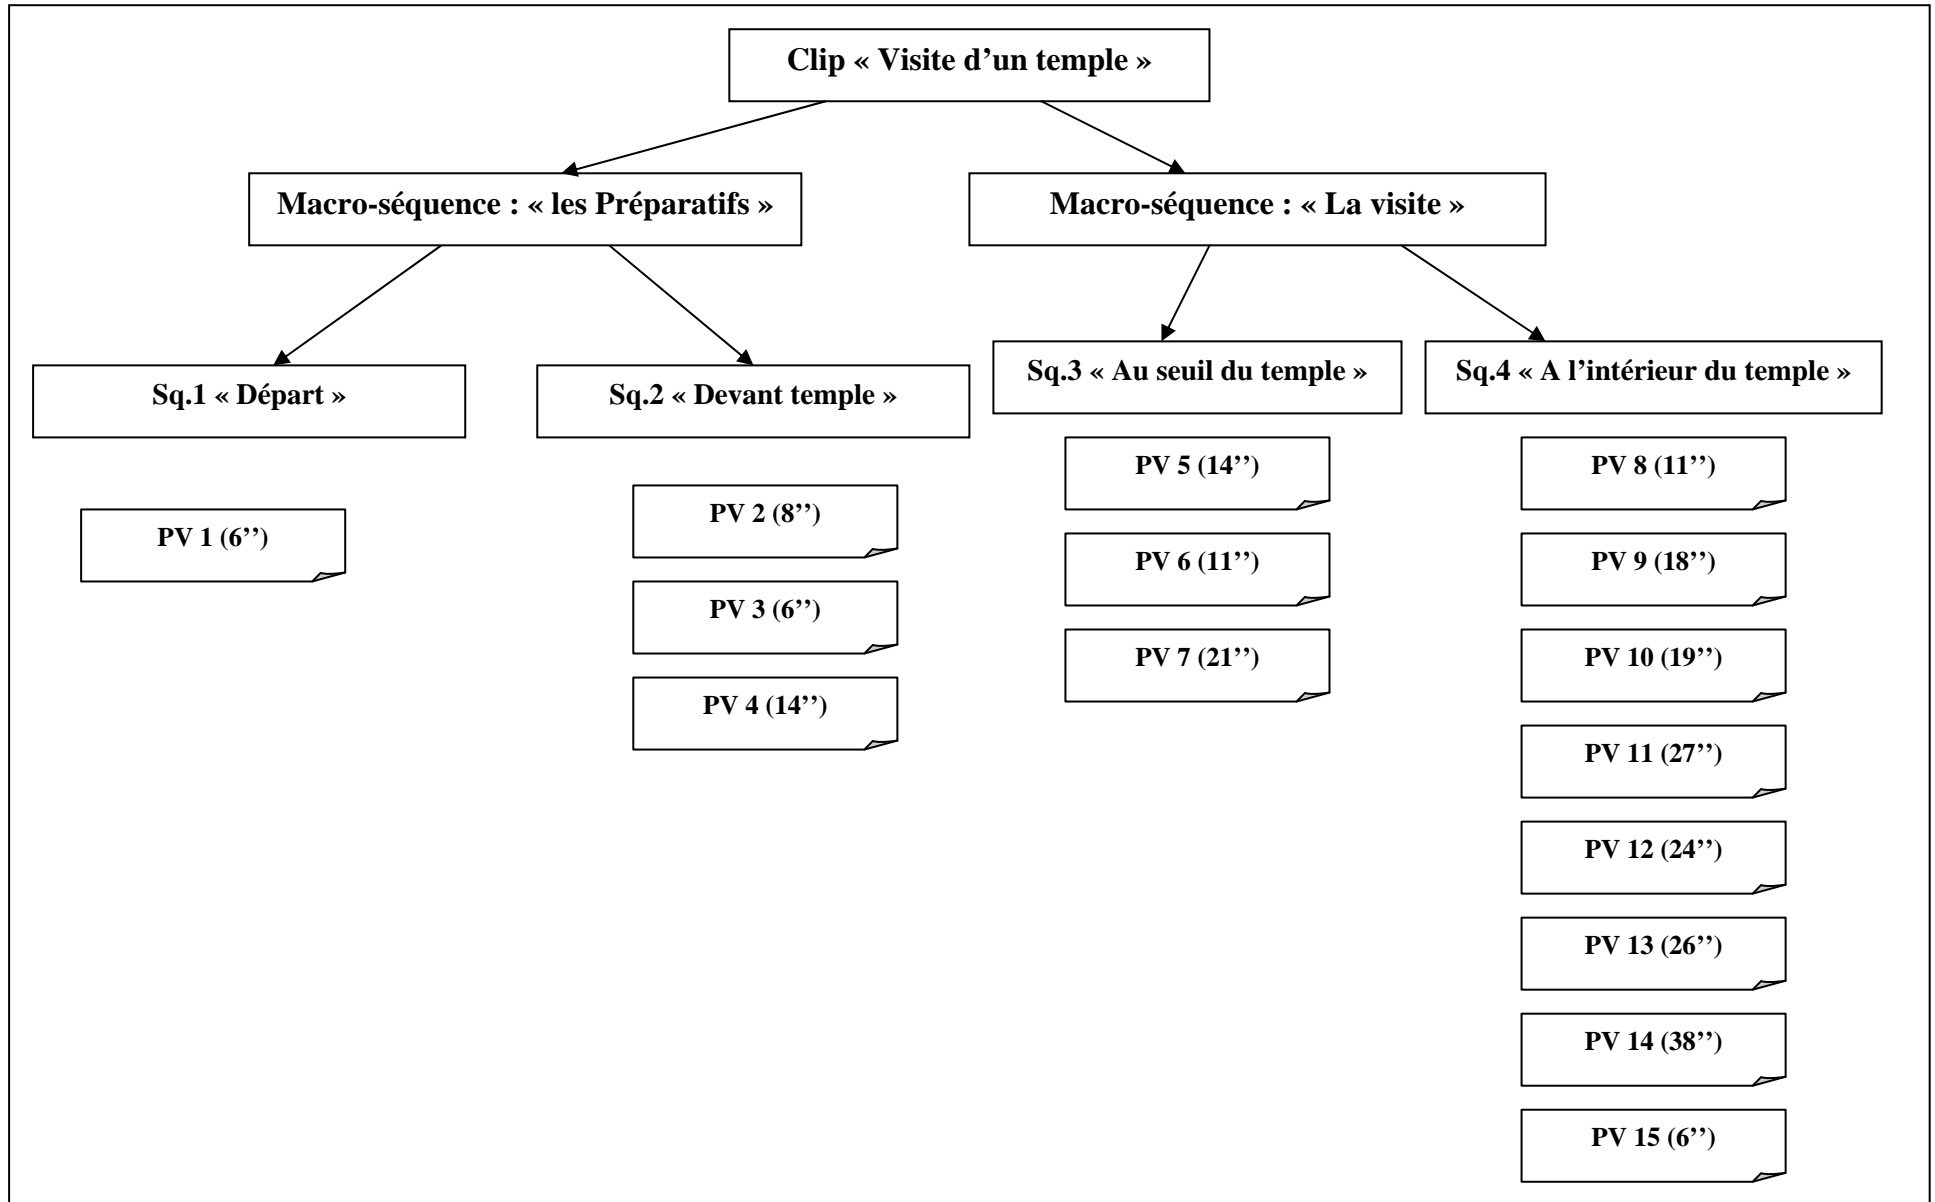 Clip « Visite d’un temple »
Macro-séquence : « les Préparatifs »
Macro-séquence : « La visite »
Sq.1 « Départ »
Sq.2 « Devant temple »
Sq.3 « Au seuil du temple »
Sq.4 « A l’intérieur du temple »
PV 1 (6’’)
PV 2 (8’’)
PV 3 (6’’)
PV 4 (14’’)
PV 5 (14’’)
PV 6 (11’’)
PV 7 (21’’)
PV 8 (11’’)
PV 9 (18’’)
PV 10 (19’’)
PV 11 (27’’)
PV 12 (24’’)
PV 13 (26’’)
PV 14 (38’’)
PV 15 (6’’)